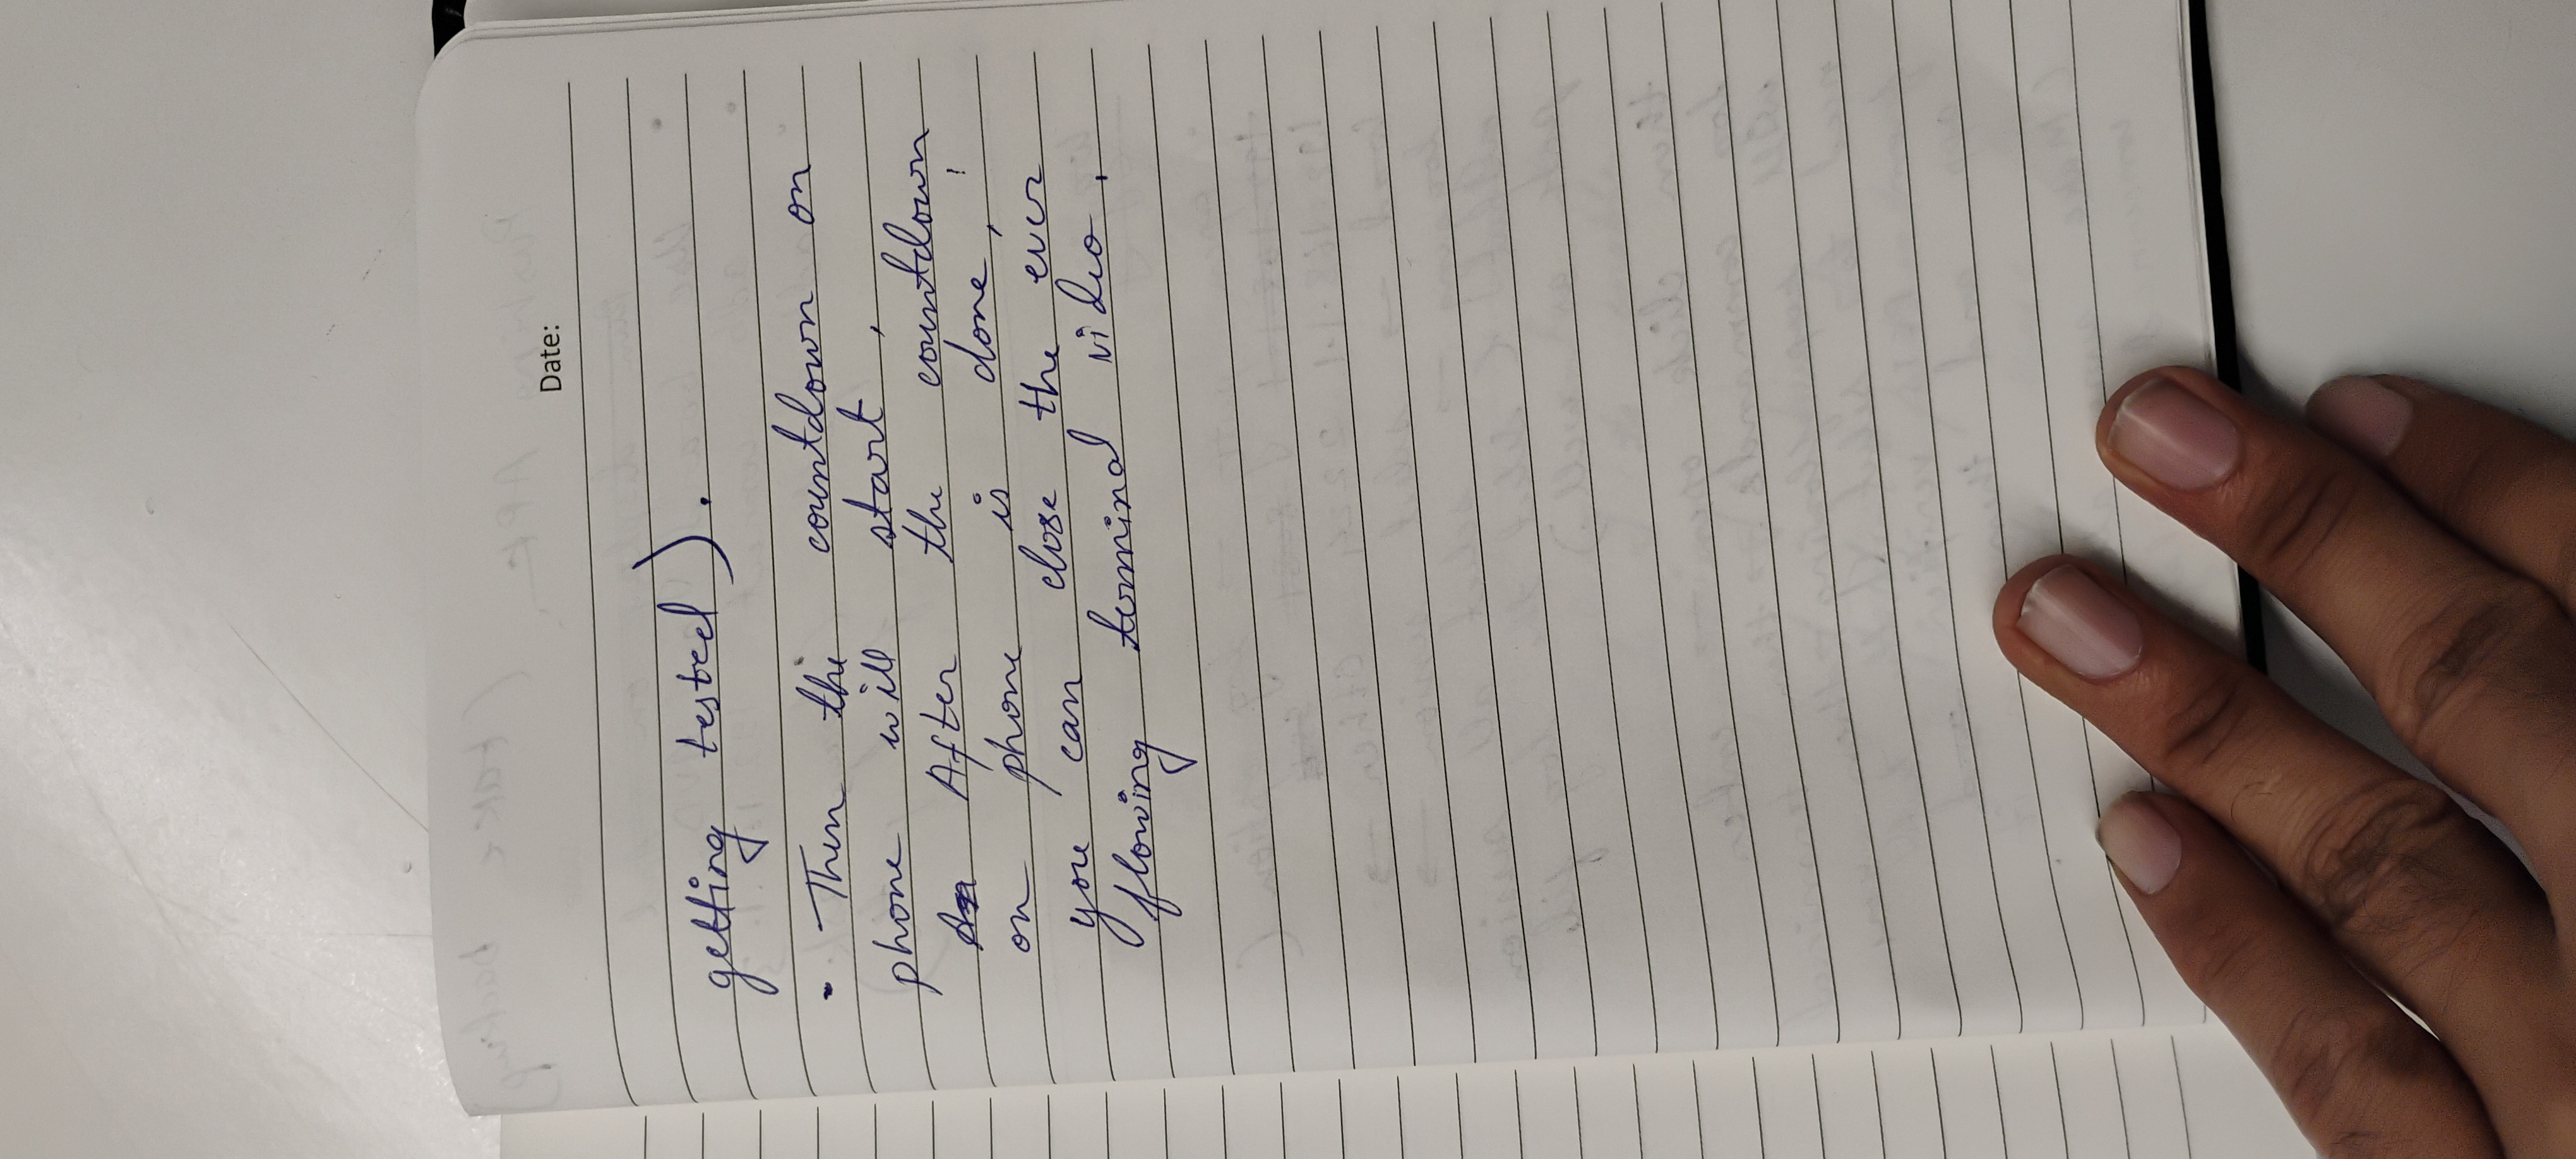 Date:
getting tested).
• Then the countdown on
phone will start,
After the countdown
on phone is done,
you can close the ever
flowing terminal video.